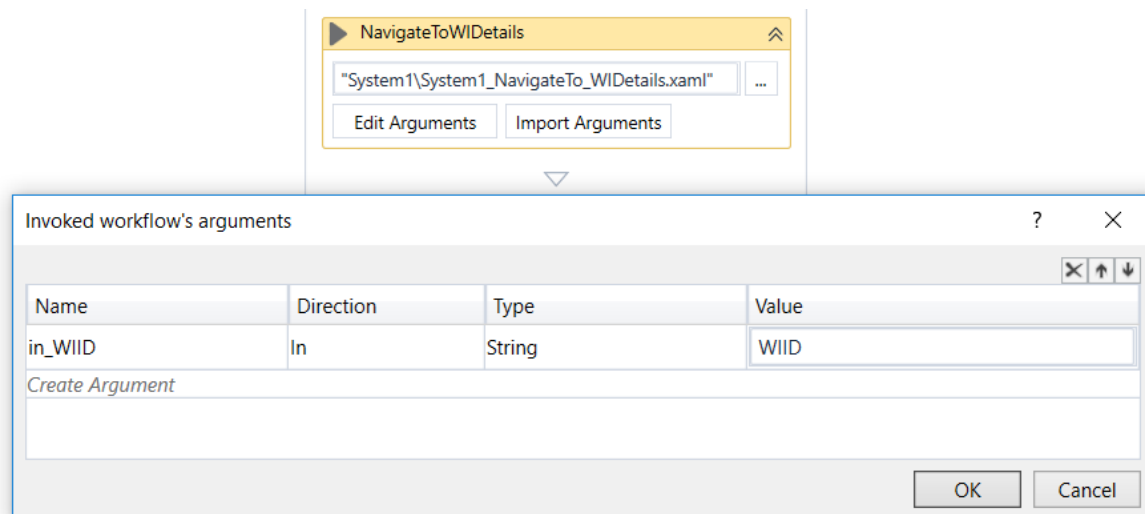 NavigateToWIDetails
"System1\System1_NavigateTo_WIDetails.xaml"
...
Edit Arguments Import Arguments
Invoked workflow's arguments ?
Name Direction Type Value
in_WIID In String WIID
Create Argument
OK Cancel